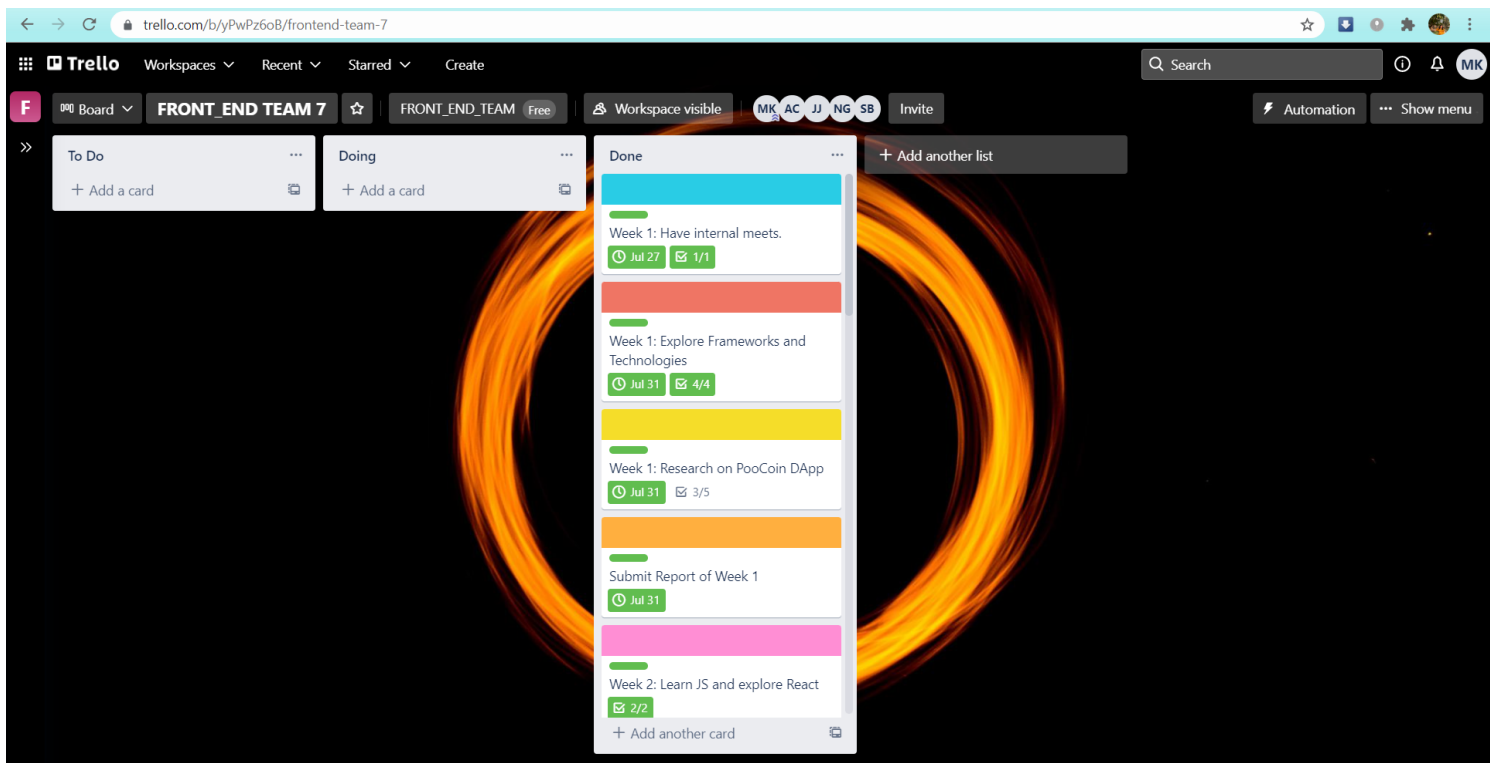 trello.com/b/yPwPz6oB/frontend-team-7
Trello Workspaces Recent Starred Create Search MK
F Board FRONT_END TEAM 7 FRONT_END_TEAM Free Workspace visible MK AC JJ NG SB Invite Automation ... Show menu
To Do ...
+ Add a card
Doing ...
+ Add a card
Done ...
Week 1: Have internal meets.
Jul 27 1/1
Week 1: Explore Frameworks and
Technologies
Jul 31 4/4
Week 1: Research on PooCoin DApp
Jul 31 3/5
Submit Report of Week 1
Jul 31
Week 2: Learn JS and explore React
2/2
+ Add another card
+ Add another list